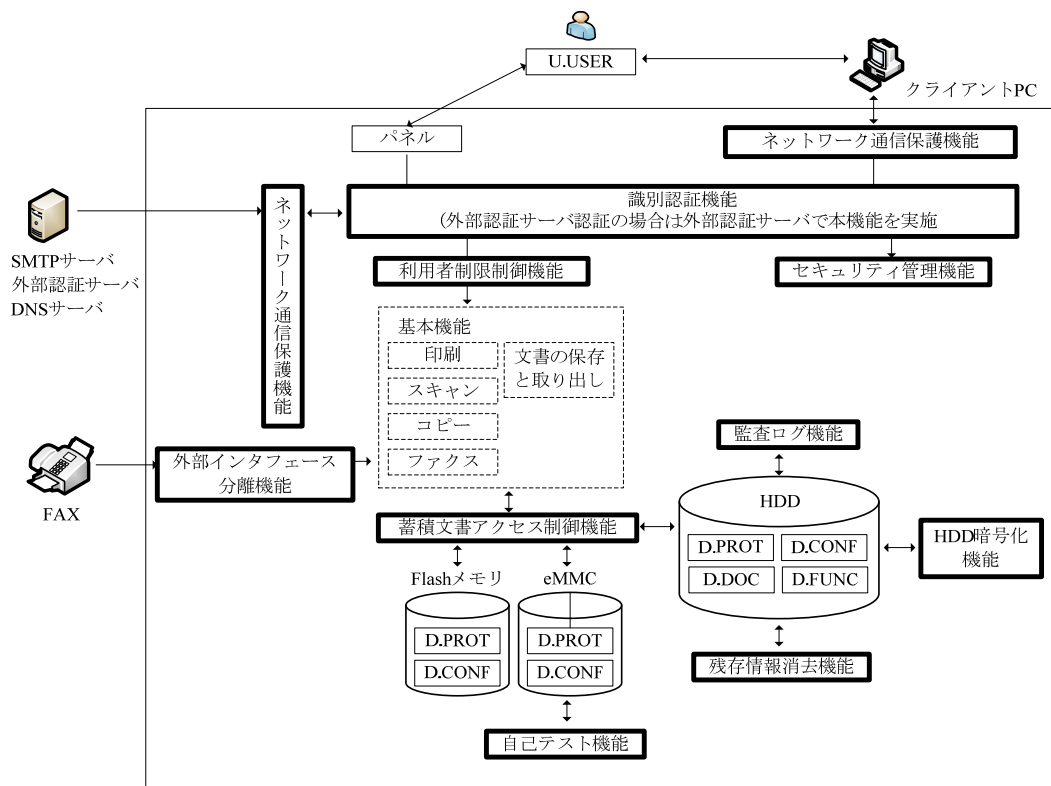 U.USER
クライアントPC
パネル
ネットワーク通信保護機能
ネットワーク通信保護機能
識別認証機能
(外部認証サーバ認証の場合は外部認証サーバで本機能を実施
SMTPサーバ
外部認証サーバ
DNSサーバ
利用者制限制御機能
セキュリティ管理機能
基本機能
印刷
スキャン
コピー
ファクス
文書の保存
と取り出し
FAX
外部インタフェース
分離機能
監査ログ機能
蓄積文書アクセス制御機能
HDD
D.PROT
D.CONF
D.DOC
D.FUNC
HDD暗号化
機能
Flashメモリ
D.PROT
D.CONF
eMMC
D.PROT
D.CONF
残存情報消去機能
自己テスト機能